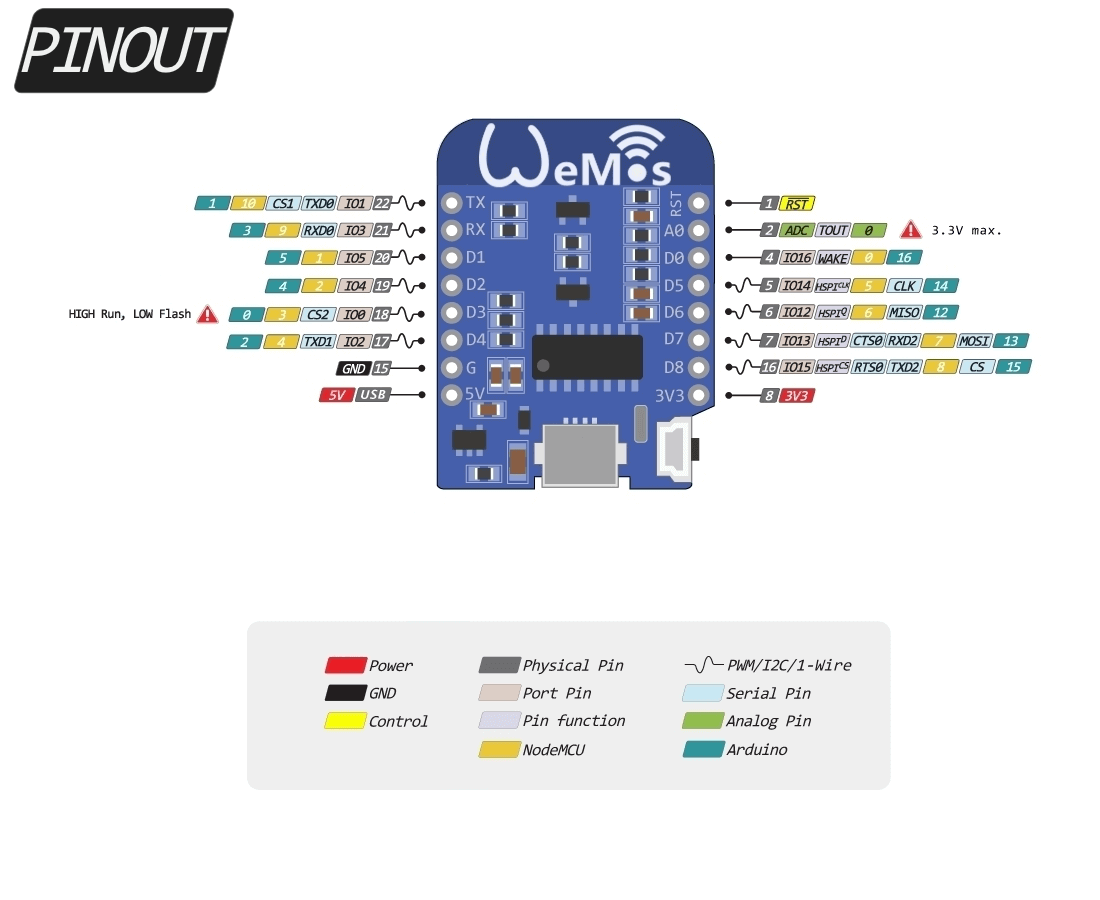 PINOUT
WeMos
1 10 CS1 TXD0 IO1 22 TX RST 1 RST
3 9 RXD0 IO3 21 RX A0 2 ADC TOUT 0 3.3V max.
5 1 IO5 20 D1 D0 4 IO16 WAKE 0 16
4 2 IO4 19 D2 D5 5 IO14 HSPICLK 5 CLK 14
HIGH Run, LOW Flash 0 3 CS2 IO0 18 D3 D6 6 IO12 HSPIQ 6 MISO 12
2 4 TXD1 IO2 17 D4 D7 7 IO13 HSPID CTS0 RXD2 7 MOSI 13
GND 15 G D8 16 IO15 HSPICS RTS0 TXD2 8 CS 15
5V USB 5V 3V3 8 3V3
Power Physical Pin PWM/I2C/1-Wire
GND Port Pin Serial Pin
Control Pin function Analog Pin
NodeMCU Arduino